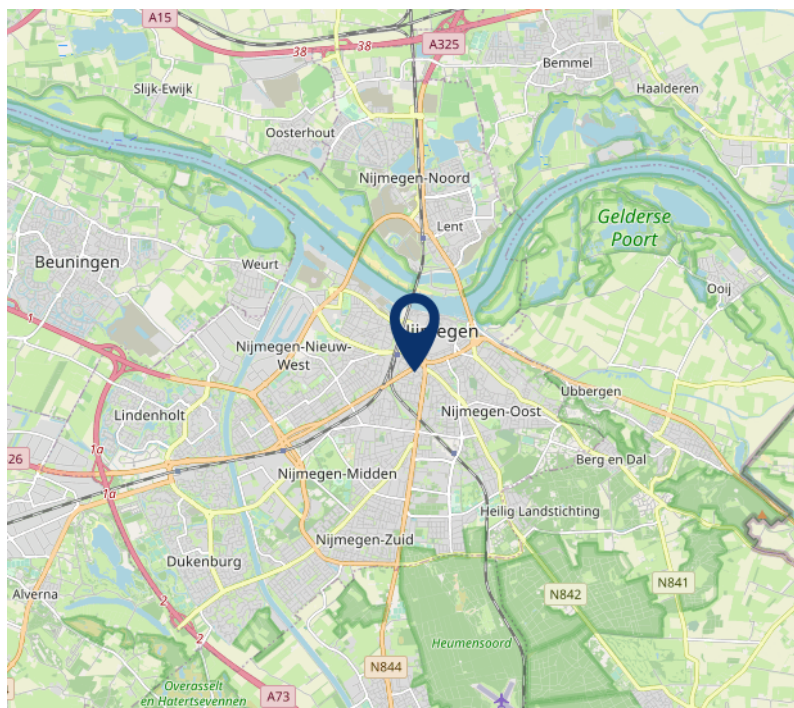 A15
38
38
A325
Bemmel
Slijk-Ewijk
Haalderen
Oosterhout
Nijmegen-Noord
Gelderse
Poort
Lent
Beuningen
Weurt
Ooij
1
Nijmegen
Nijmegen-Nieuw-
West
Ubbergen
Lindenholt
Nijmegen-Oost
1a
26
Berg en Dal
Nijmegen-Midden
1a
Heilig Landstichting
Nijmegen-Zuid
Dukenburg
N841
Alverna
2
N842
2
Heumensoord
N844
Overasselt
en Hatertsevennen
A73